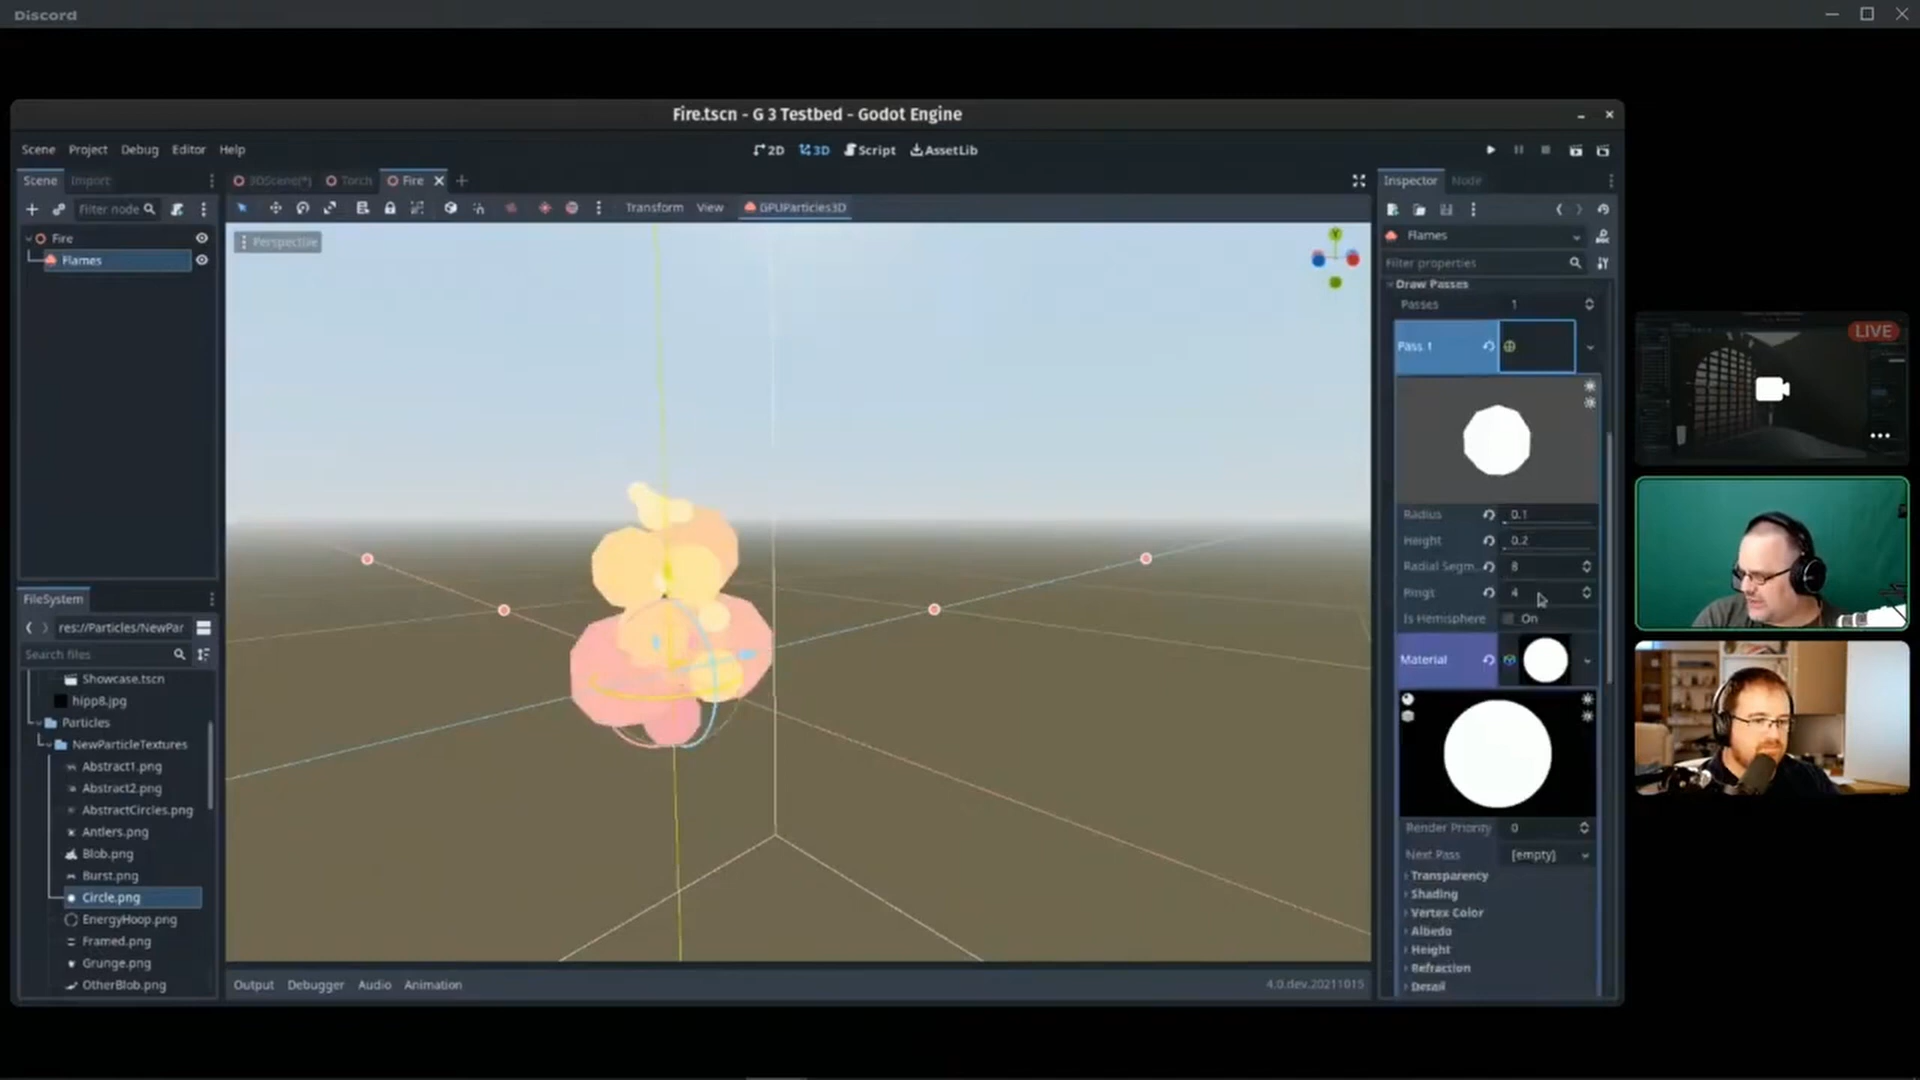 Discord
Fire.tscn - G 3 Testbed - Godot Engine
Scene Project Debug Editor Help
2D 3D Script AssetLib
Scene Import
3DScene(*) Torch Fire
Inspector Node
Filter node
Transform View GPUParticles3D
Fire
Flames
Perspective
Flames
Filter properties
Draw Passes
Passes 1
Pass 1
Radius 0.1
Height 0.2
Radial Segm.. 8
Rings 4
Is Hemisphere On
Material
Render Priority 0
Next Pass [empty]
Transparency
Shading
Vertex Color
Albedo
Height
Refraction
Detail
FileSystem
res://Particles/NewPar
Search files
Showcase.tscn
hipp8.jpg
Particles
NewParticleTextures
Abstract1.png
Abstract2.png
AbstractCircles.png
Antlers.png
Blob.png
Burst.png
Circle.png
EnergyHoop.png
Framed.png
Grunge.png
OtherBlob.png
Output Debugger Audio Animation
4.0.dev.20211015
LIVE